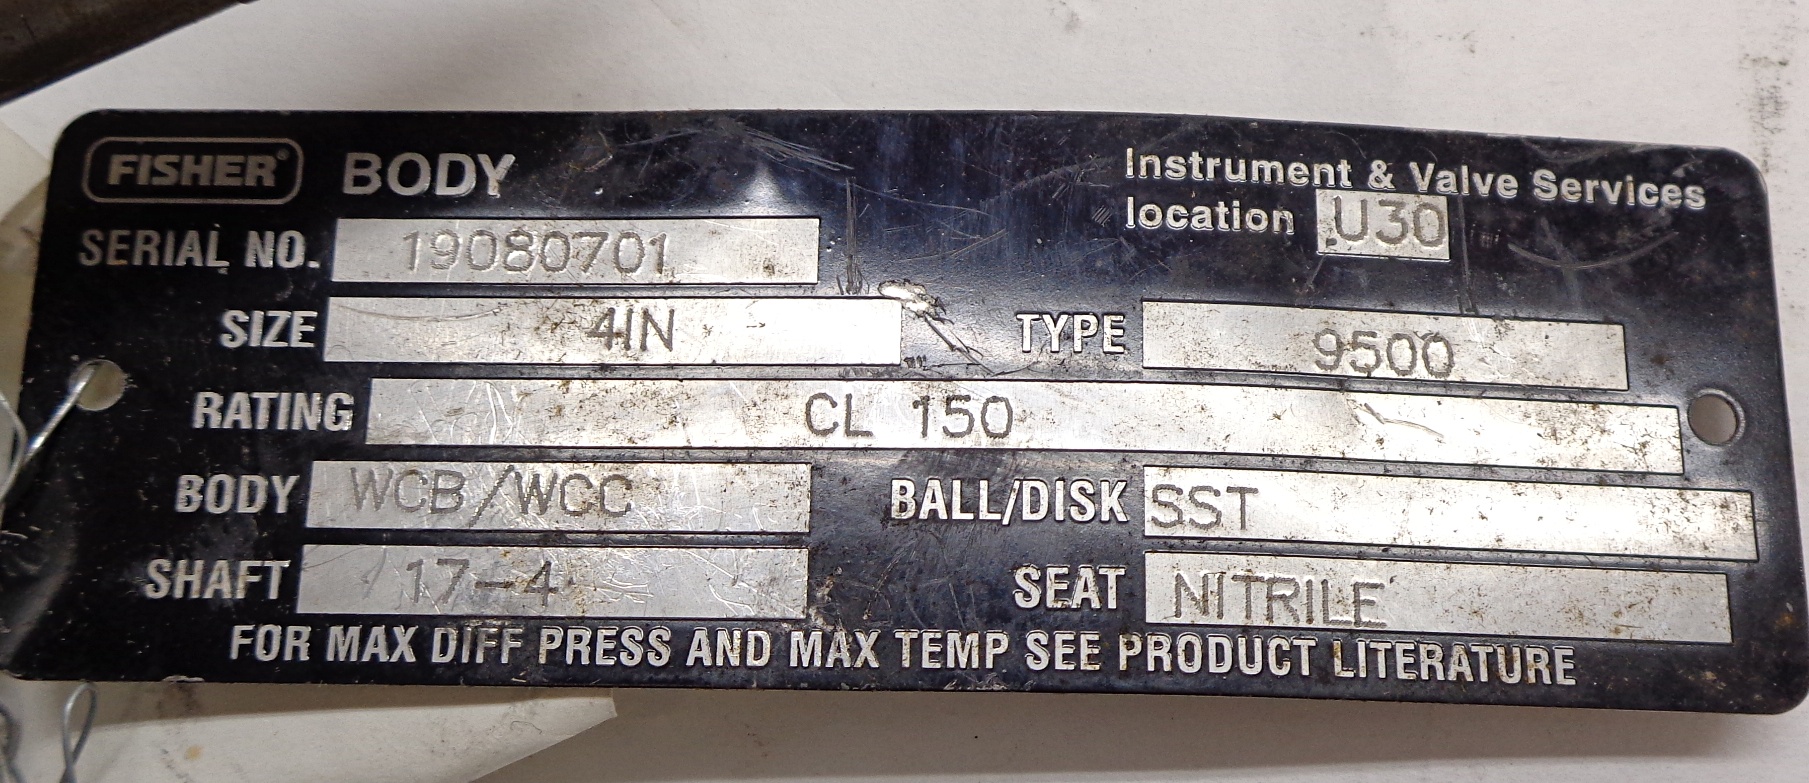 FISHER® BODY Instrument & Valve Services
location U30
SERIAL NO. 19080701
SIZE 4IN TYPE 9500
RATING CL 150
BODY WCB/WCC BALL/DISK SST
SHAFT 17-4 SEAT NITRILE
FOR MAX DIFF PRESS AND MAX TEMP SEE PRODUCT LITERATURE